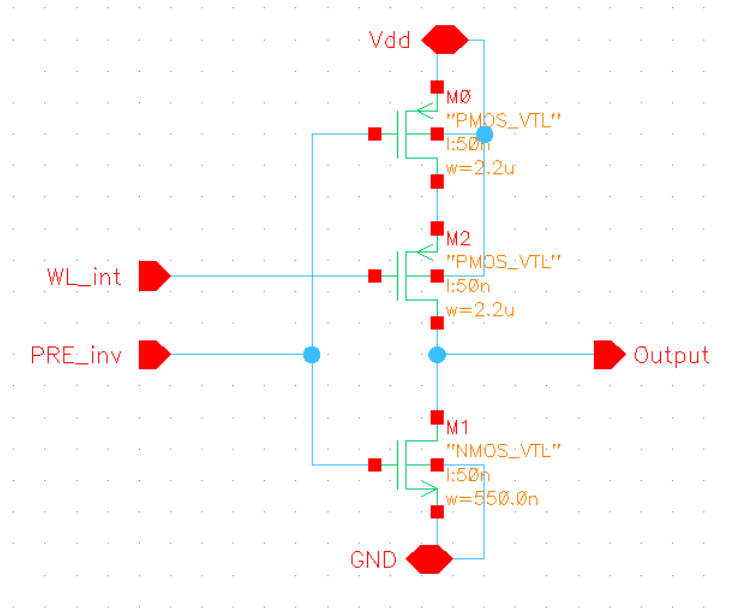 Vdd
M0
"PMOS_VTL"
l:50n
w=2.2u
M2
"PMOS_VTL"
l:50n
w=2.2u
WL_int
PRE_inv
Output
M1
"NMOS_VTL"
l:50n
w=550.0n
GND